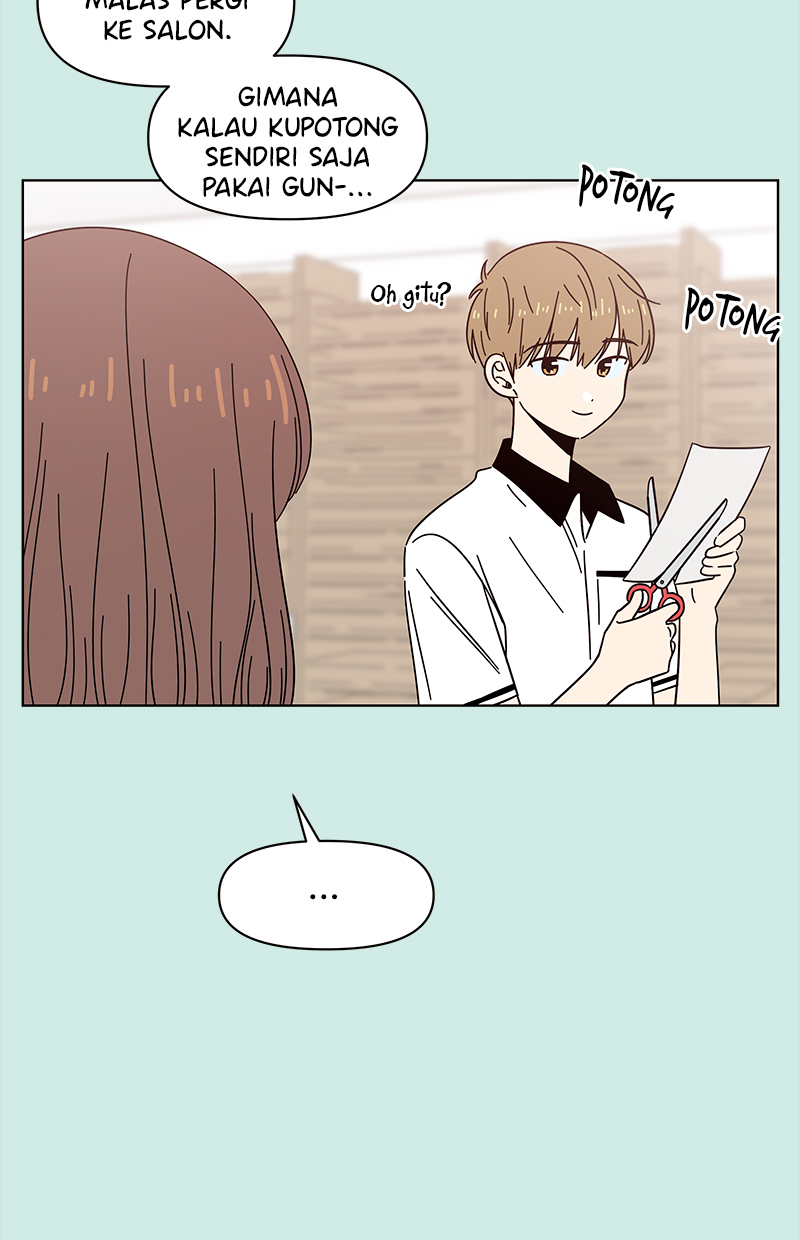 MALAS PERGI
KE SALON.
GIMANA
KALAU KUPOTONG
SENDIRI SAJA
PAKAI GUN-...
POTONG
Oh gitu?
POTONG
...